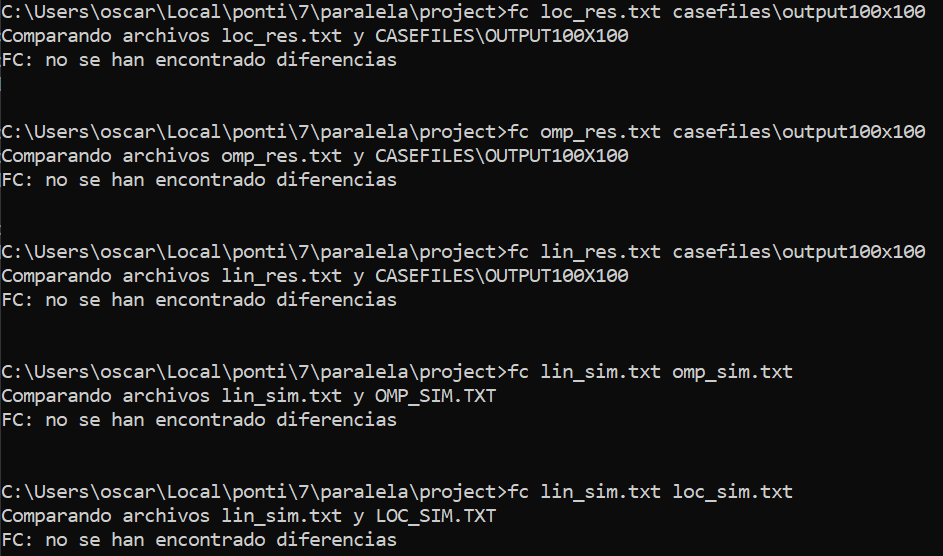 C:\Users\oscar\Local\ponti\7\paralela\project>fc loc_res.txt casefiles\output100x100
Comparando archivos loc_res.txt y CASEFILES\OUTPUT100X100
FC: no se han encontrado diferencias
C:\Users\oscar\Local\ponti\7\paralela\project>fc omp_res.txt casefiles\output100x100
Comparando archivos omp_res.txt y CASEFILES\OUTPUT100X100
FC: no se han encontrado diferencias
C:\Users\oscar\Local\ponti\7\paralela\project>fc lin_res.txt casefiles\output100x100
Comparando archivos lin_res.txt y CASEFILES\OUTPUT100X100
FC: no se han encontrado diferencias
C:\Users\oscar\Local\ponti\7\paralela\project>fc lin_sim.txt omp_sim.txt
Comparando archivos lin_sim.txt y OMP_SIM.TXT
FC: no se han encontrado diferencias
C:\Users\oscar\Local\ponti\7\paralela\project>fc lin_sim.txt loc_sim.txt
Comparando archivos lin_sim.txt y LOC_SIM.TXT
FC: no se han encontrado diferencias